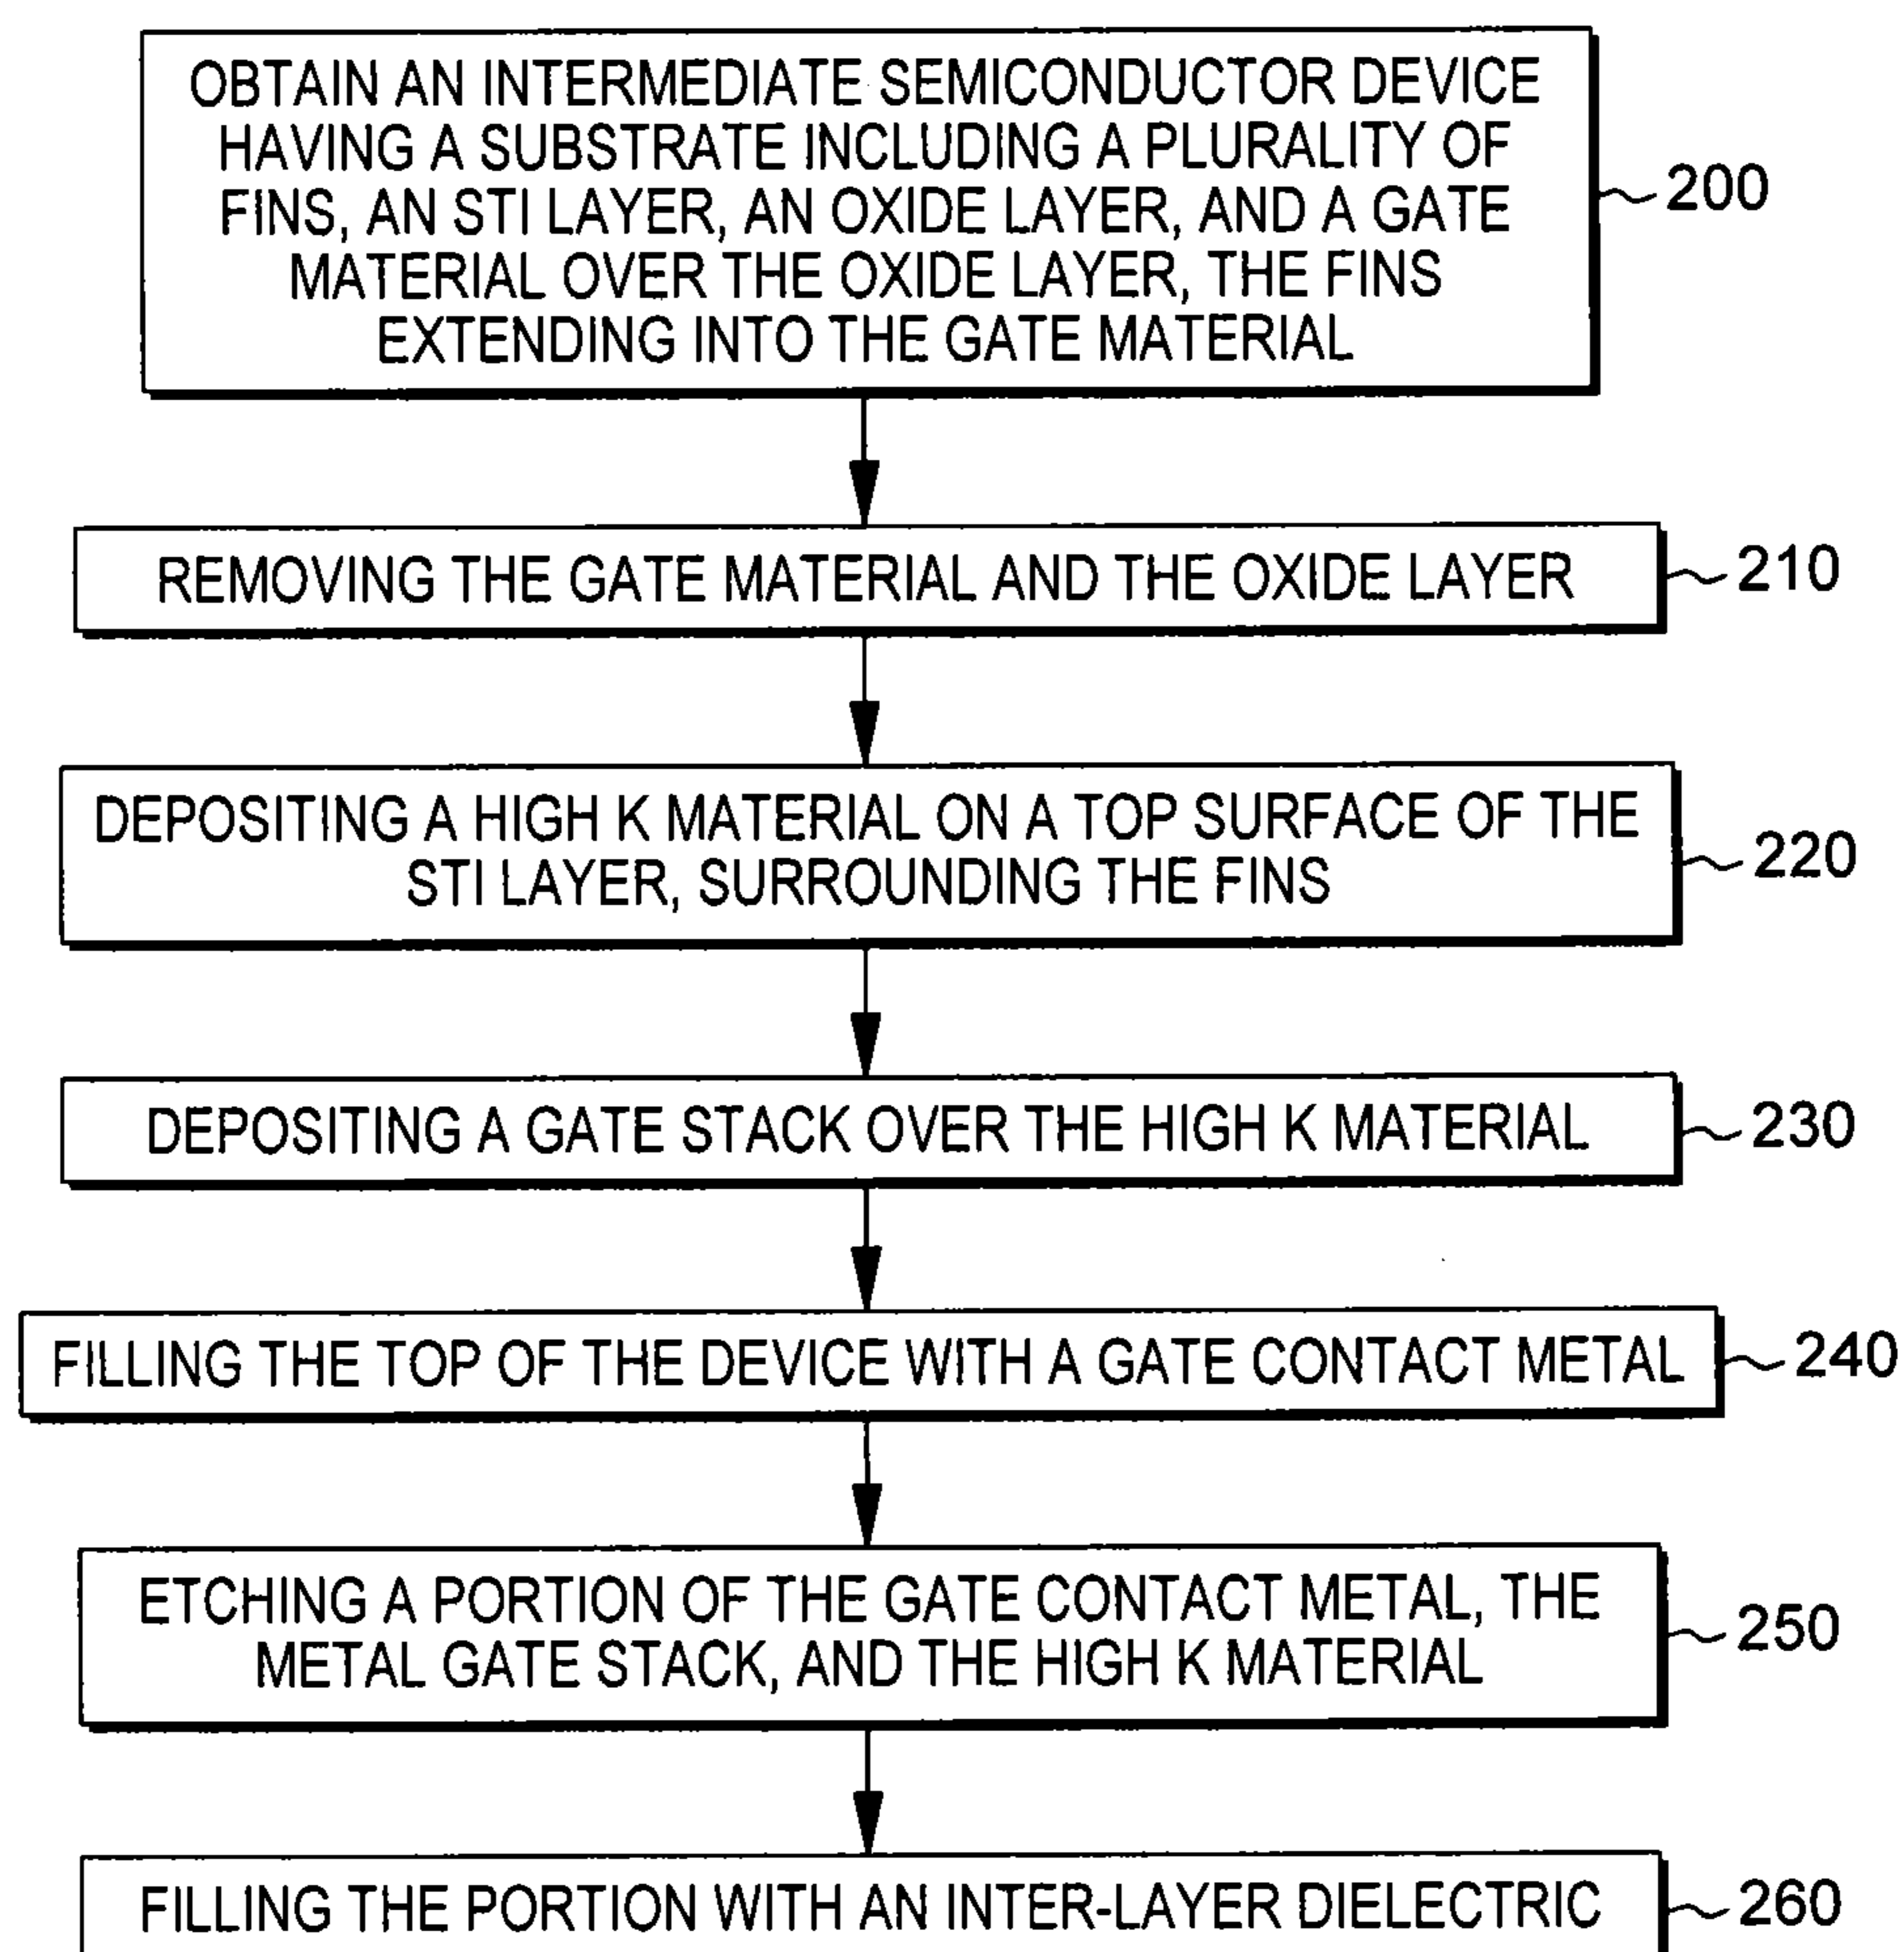 OBTAIN AN INTERMEDIATE SEMICONDUCTOR DEVICE
HAVING A SUBSTRATE INCLUDING A PLURALITY OF
FINS, AN STI LAYER, AN OXIDE LAYER, AND A GATE
MATERIAL OVER THE OXIDE LAYER, THE FINS
EXTENDING INTO THE GATE MATERIAL
200
REMOVING THE GATE MATERIAL AND THE OXIDE LAYER
210
DEPOSITING A HIGH K MATERIAL ON A TOP SURFACE OF THE
STI LAYER, SURROUNDING THE FINS
220
DEPOSITING A GATE STACK OVER THE HIGH K MATERIAL
230
FILLING THE TOP OF THE DEVICE WITH A GATE CONTACT METAL
240
ETCHING A PORTION OF THE GATE CONTACT METAL, THE
METAL GATE STACK, AND THE HIGH K MATERIAL
250
FILLING THE PORTION WITH AN INTER-LAYER DIELECTRIC
260